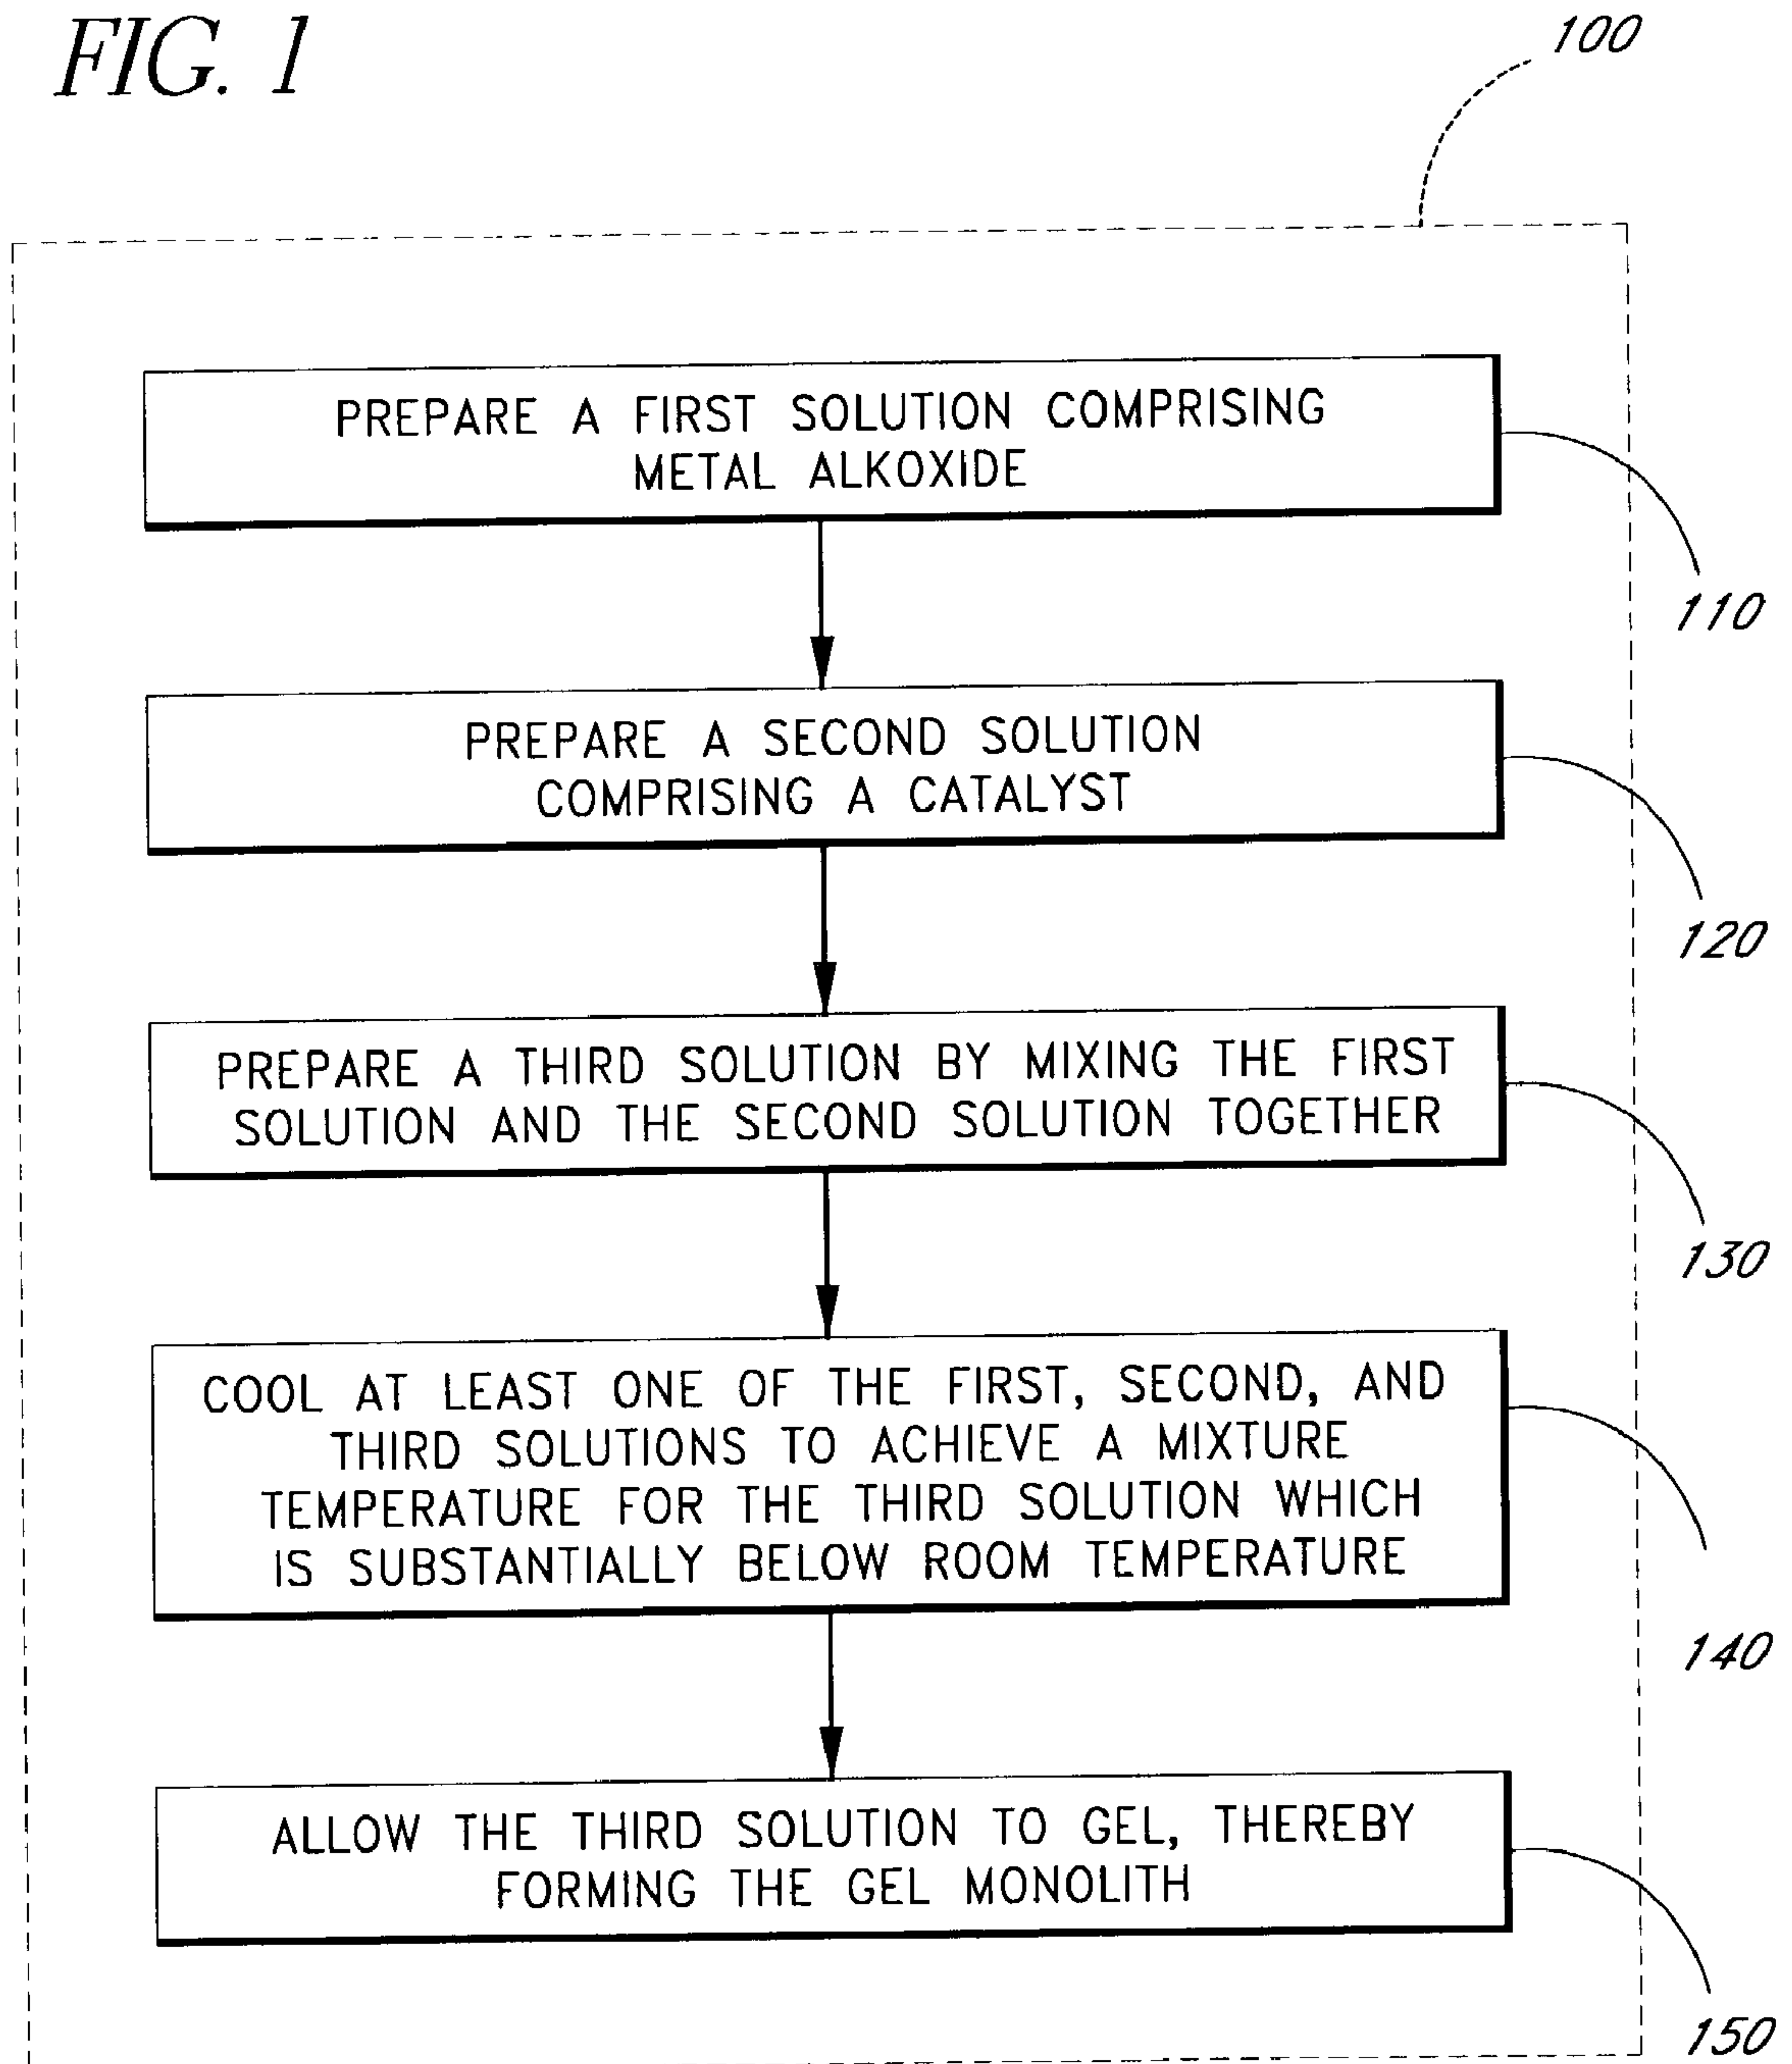 FIG. 1
100
PREPARE A FIRST SOLUTION COMPRISING
METAL ALKOXIDE
110
PREPARE A SECOND SOLUTION
COMPRISING A CATALYST
120
PREPARE A THIRD SOLUTION BY MIXING THE FIRST
SOLUTION AND THE SECOND SOLUTION TOGETHER
130
COOL AT LEAST ONE OF THE FIRST, SECOND, AND
THIRD SOLUTIONS TO ACHIEVE A MIXTURE
TEMPERATURE FOR THE THIRD SOLUTION WHICH
IS SUBSTANTIALLY BELOW ROOM TEMPERATURE
140
ALLOW THE THIRD SOLUTION TO GEL, THEREBY
FORMING THE GEL MONOLITH
150